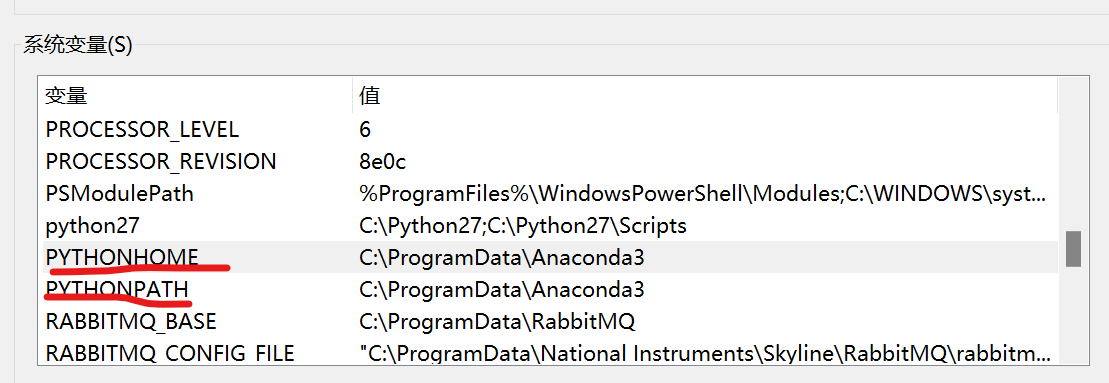 系统变量(S)
变量 值
PROCESSOR_LEVEL 6
PROCESSOR_REVISION 8e0c
PSModulePath %ProgramFiles%\WindowsPowerShell\Modules;C:\WINDOWS\syst...
python27 C:\Python27;C:\Python27\Scripts
PYTHONHOME C:\ProgramData\Anaconda3
PYTHONPATH C:\ProgramData\Anaconda3
RABBITMQ_BASE C:\ProgramData\RabbitMQ
RABBITMQ_CONFIG_FILE "C:\ProgramData\National Instruments\Skyline\RabbitMQ\rabbitm...